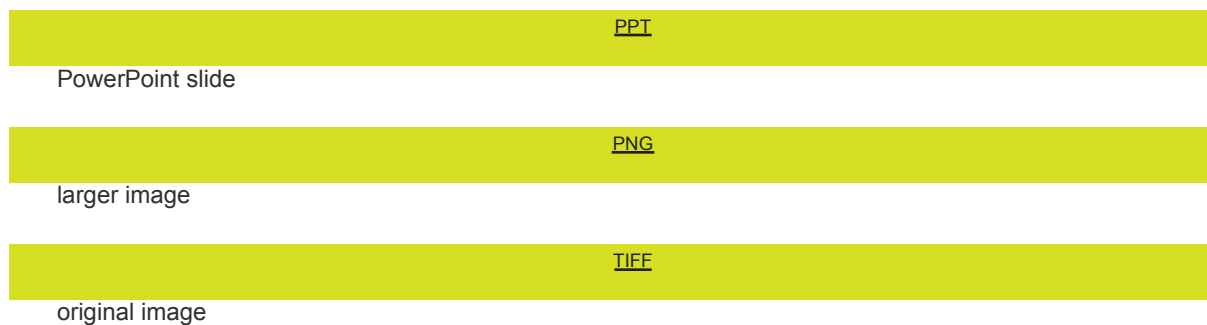 PPT
PowerPoint slide
PNG
larger image
TIFF
original image